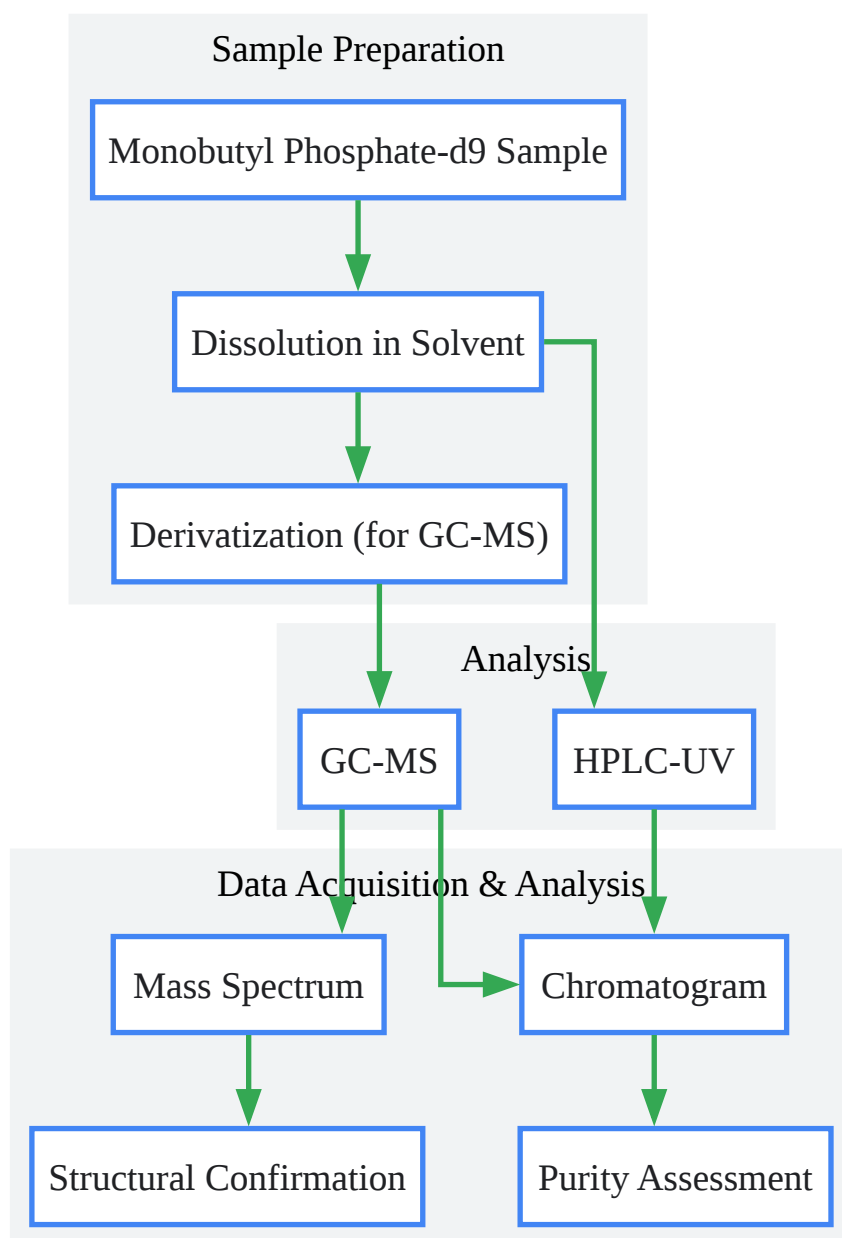 Sample Preparation
Monobutyl Phosphate-d9 Sample
Dissolution in Solvent
Derivatization (for GC-MS)
Analysis
GC-MS
HPLC-UV
Data Acquisition & Analysis
Mass Spectrum
Chromatogram
Structural Confirmation
Purity Assessment